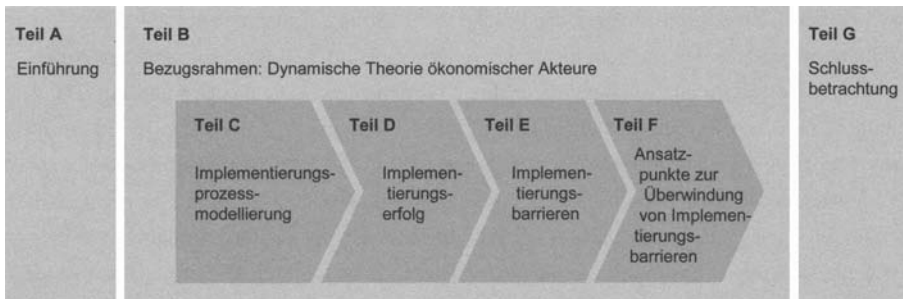 Teil A
Einführung
Teil B
Bezugsrahmen: Dynamische Theorie ökonomischer Akteure
Teil C
Implementierungs-
prozess-
modellierung
Teil D
Implemen-
tierungs-
erfolg
Teil E
Implemen-
tierungs-
barrieren
Teil F
Ansatz-
punkte zur
Überwindung
von Implemen-
tierungs-
barrieren
Teil G
Schluss-
betrachtung